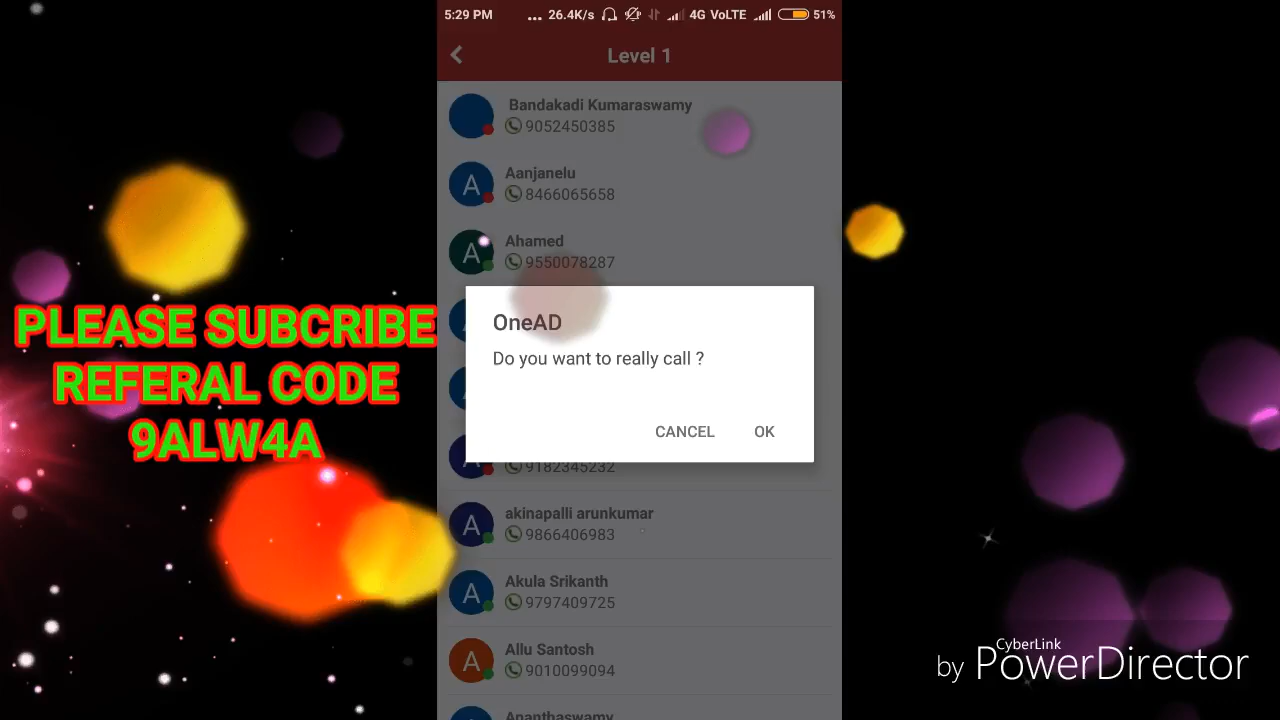 5:29 PM ... 26.4K/s 4G VoLTE 51%
Level 1
Bandakadi Kumaraswamy
9052450385
A
Aanjanelu
8466065658
A
Ahamed
9550078287
OneAD
Do you want to really call ?
CANCEL OK
9182345232
A
akinapalli arunkumar
9866406983
A
Akula Srikanth
9797409725
A
Allu Santosh
9010099094
Ananthaswamy
PLEASE SUBCRIBE
REFERAL CODE
9ALW4A
by CyberLink
PowerDirector